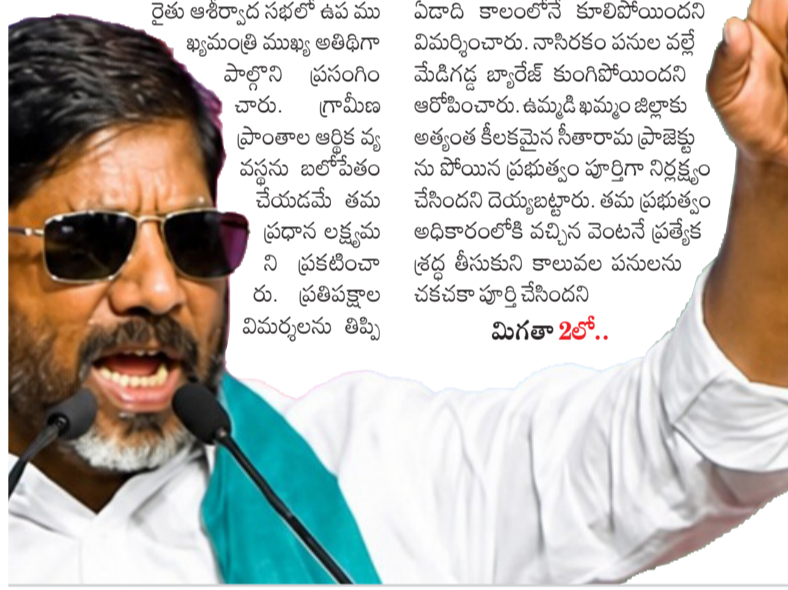 రైతు ఆశీర్వాద సభలో ఉప ము
ఖ్యమంత్రి ముఖ్య అతిథిగా
పాల్గొని ప్రసంగిం
చారు. గ్రామీణ
ప్రాంతాల ఆర్థిక వ్య
వస్థను బలోపేతం
చేయడమే తమ
ప్రధాన లక్ష్యమ
ని ప్రకటించా
రు. ప్రతిపక్షాల
విమర్శలను తిప్పి
ఏడాది కాలంలోనే కూలిపోయిందని
విమర్శించారు. నాసిరకం పనుల వల్లే
మేడిగడ్డ బ్యారేజ్ కుంగిపోయిందని
ఆరోపించారు. ఉమ్మడి ఖమ్మం జిల్లాకు
అత్యంత కీలకమైన సీతారామ ప్రాజెక్టు
ను పోయిన ప్రభుత్వం పూర్తిగా నిర్లక్ష్యం
చేసిందని దెయ్యబట్టారు. తమ ప్రభుత్వం
అధికారంలోకి వచ్చిన వెంటనే ప్రత్యేక
శ్రద్ధ తీసుకుని కాలువల పనులను
చకచకా పూర్తి చేసిందని
మిగతా 2లో..